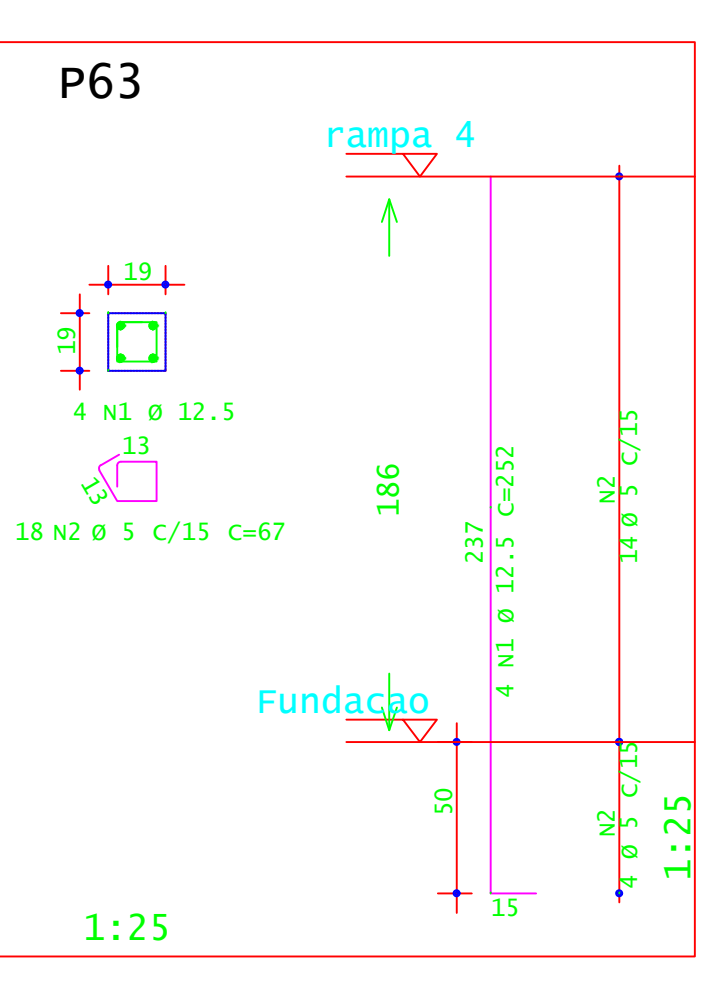 P63
rampa 4
19
19
4 N1 Ø 12.5
13
13
18 N2 Ø 5 C/15 C=67
186
237
4 N1 Ø 12.5 C=252
N2
14 Ø 5 C/15
Fundacao
50
N2
4 Ø 5 C/15
1:25
15
1:25